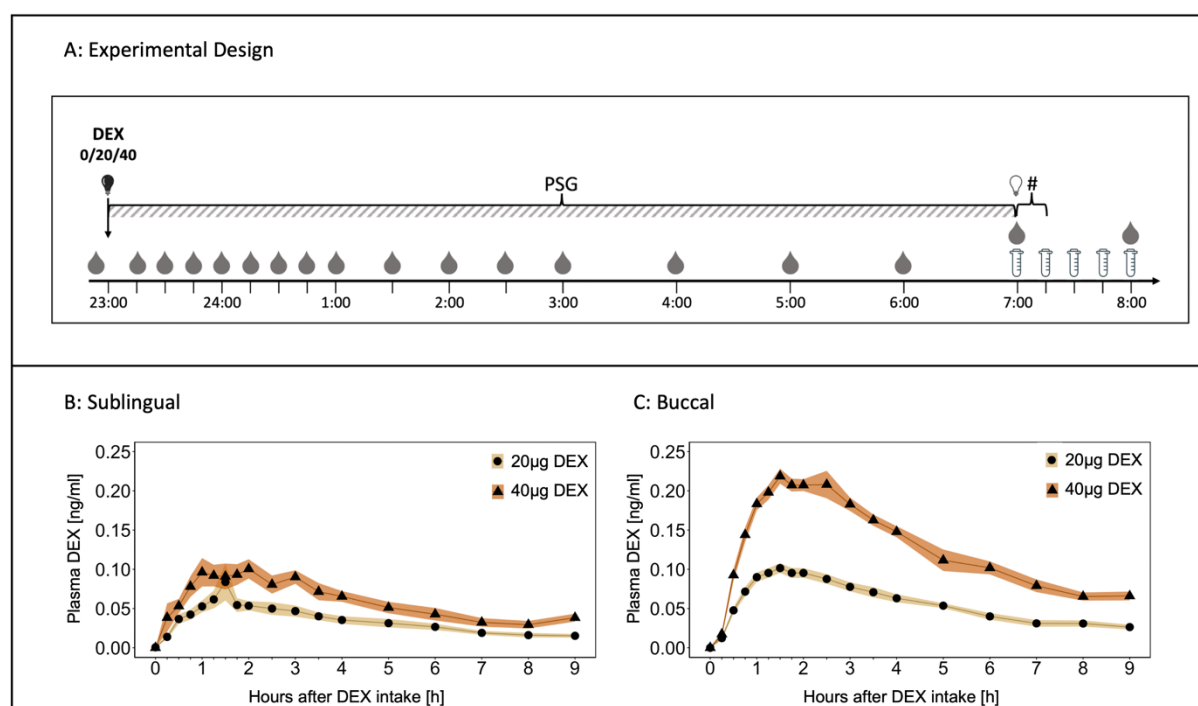 A: Experimental Design
DEX
0/20/40
PSG
#
23:00 24:00 1:00 2:00 3:00 4:00 5:00 6:00 7:00 8:00
B: Sublingual
Plasma DEX [ng/ml]
0.25
0.20
0.15
0.10
0.05
0.00
20µg DEX
40µg DEX
0 1 2 3 4 5 6 7 8 9
Hours after DEX intake [h]
C: Buccal
Plasma DEX [ng/ml]
0.25
0.20
0.15
0.10
0.05
0.00
20µg DEX
40µg DEX
0 1 2 3 4 5 6 7 8 9
Hours after DEX intake [h]